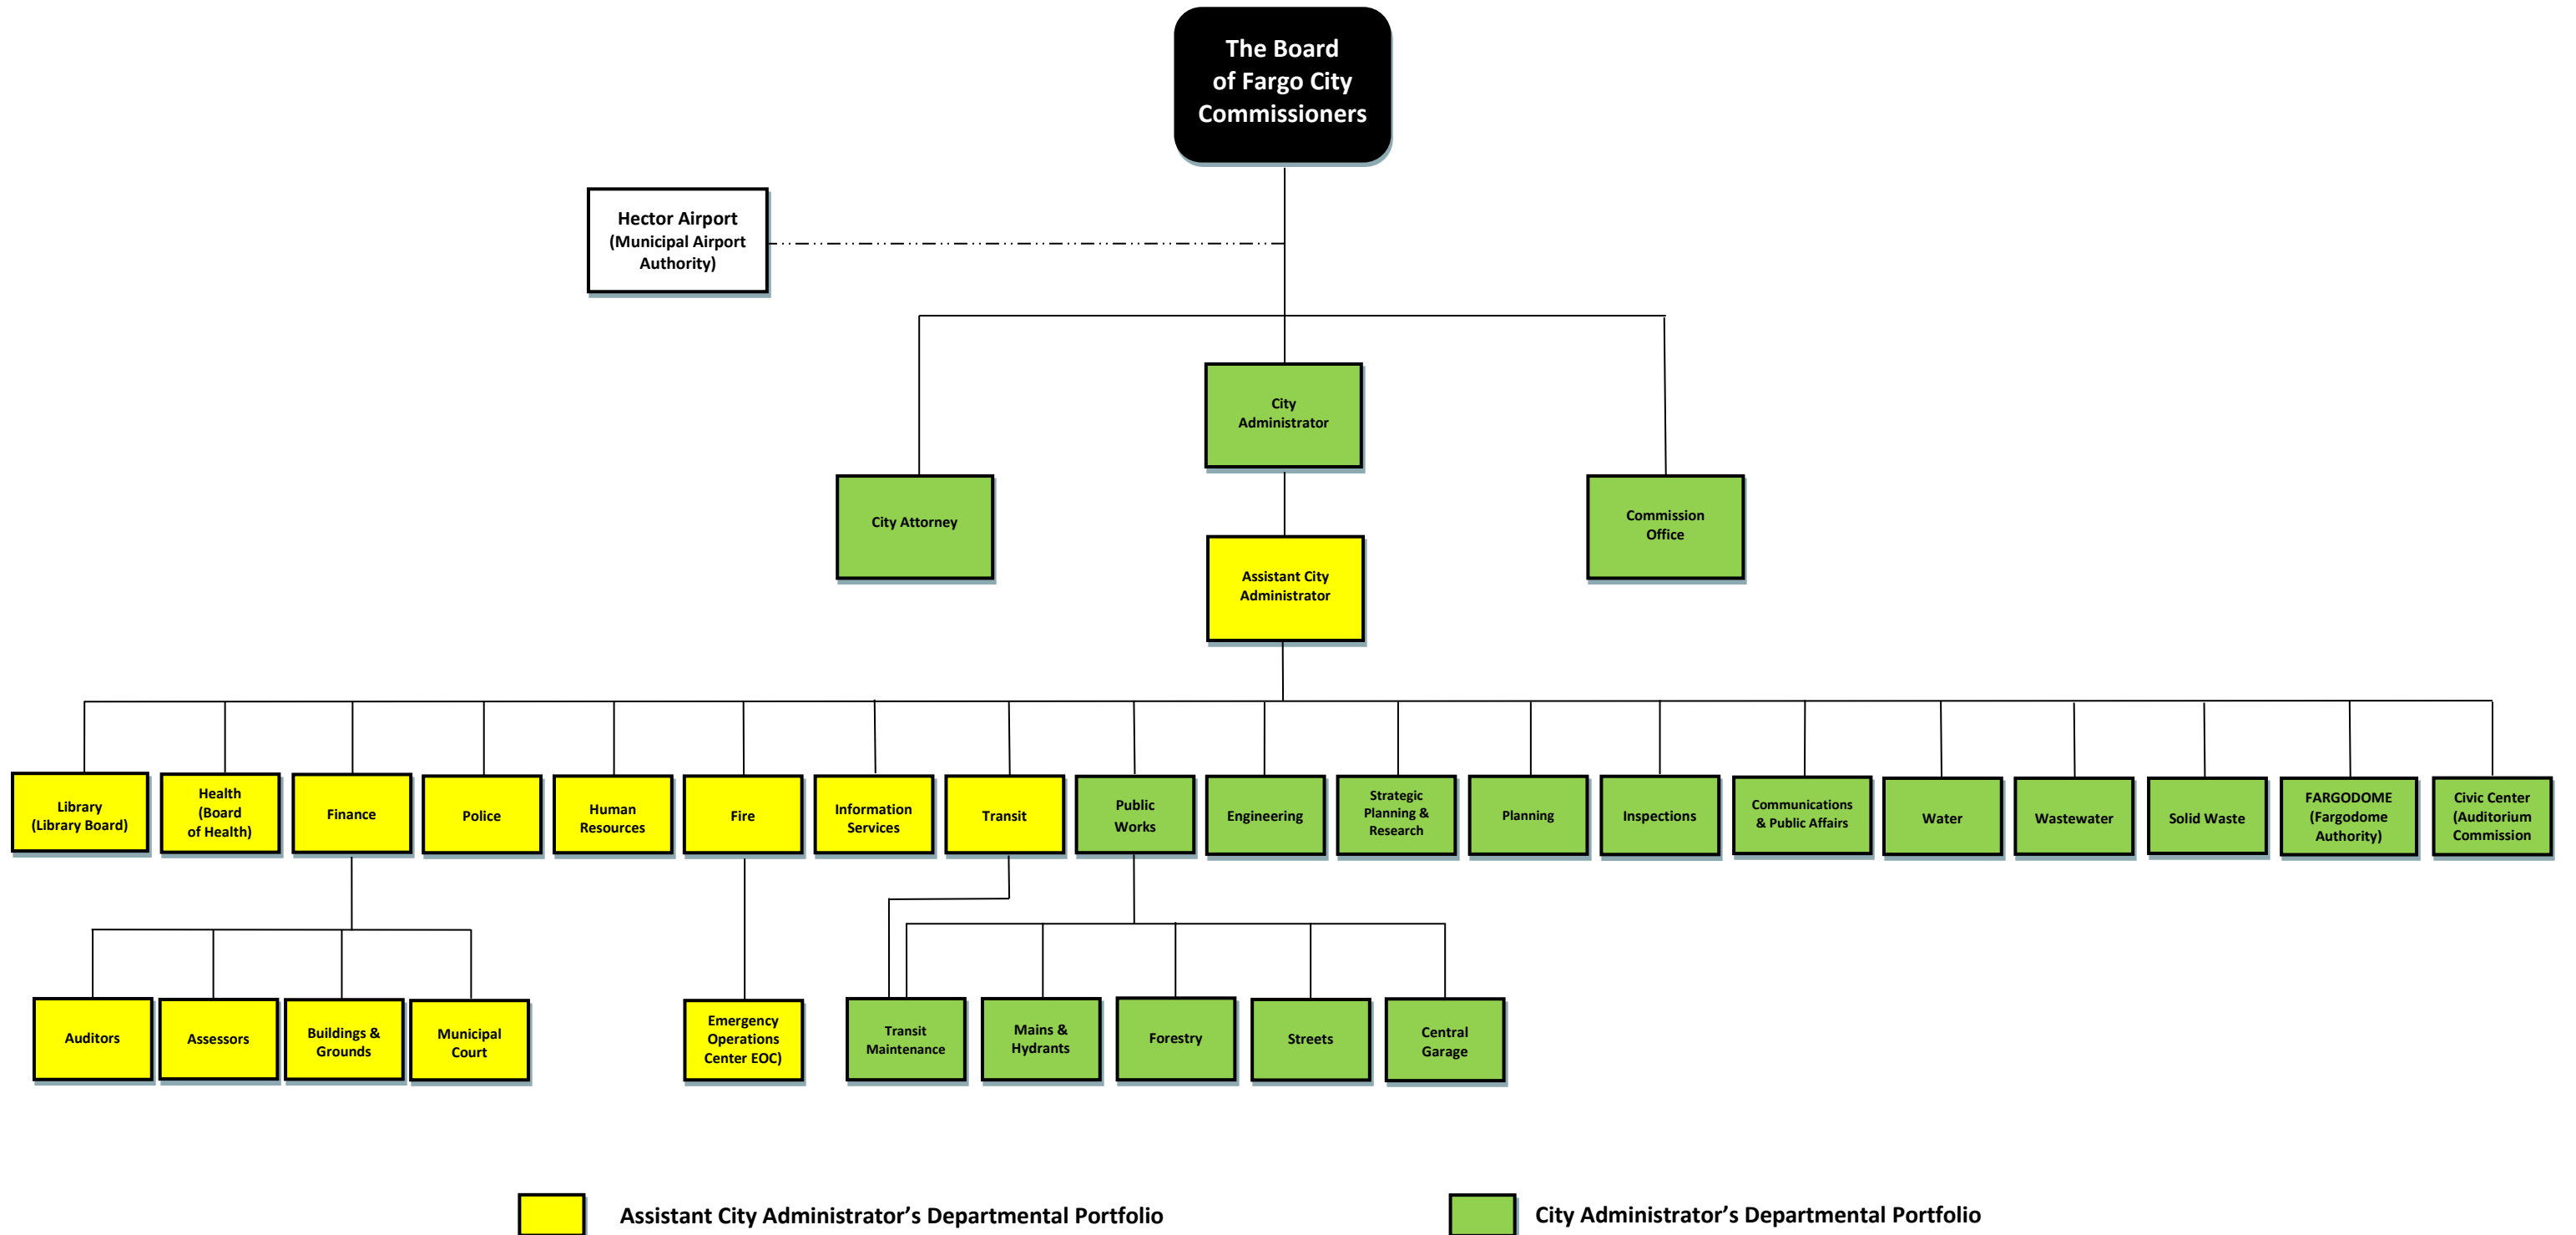 The Board
of Fargo City
Commissioners
Hector Airport
(Municipal Airport
Authority)
City
Administrator
City Attorney
Commission
Office
Assistant City
Administrator
Library
(Library Board)
Health
(Board
of Health)
Finance
Police
Human
Resources
Fire
Information
Services
Transit
Public
Works
Engineering
Strategic
Planning &
Research
Planning
Inspections
Communications
& Public Affairs
Water
Wastewater
Solid Waste
FARGODOME
(Fargodome
Authority)
Civic Center
(Auditorium
Commission
Auditors
Assessors
Buildings &
Grounds
Municipal
Court
Emergency
Operations
Center EOC)
Transit
Maintenance
Mains &
Hydrants
Forestry
Streets
Central
Garage
Assistant City Administrator’s Departmental Portfolio
City Administrator’s Departmental Portfolio